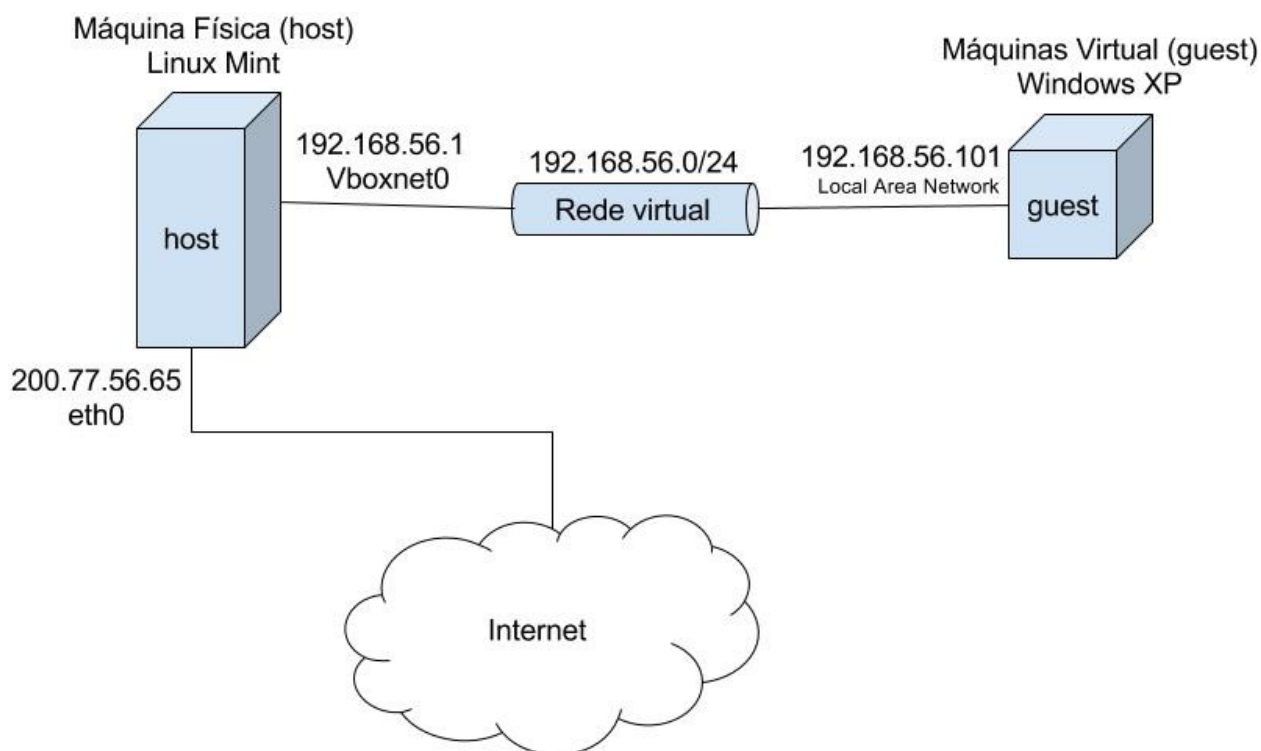 Máquina Física (host)
Linux Mint
Máquinas Virtual (guest)
Windows XP
192.168.56.1
Vboxnet0
192.168.56.0/24
192.168.56.101
Local Area Network
host
Rede virtual
guest
200.77.56.65
eth0
Internet